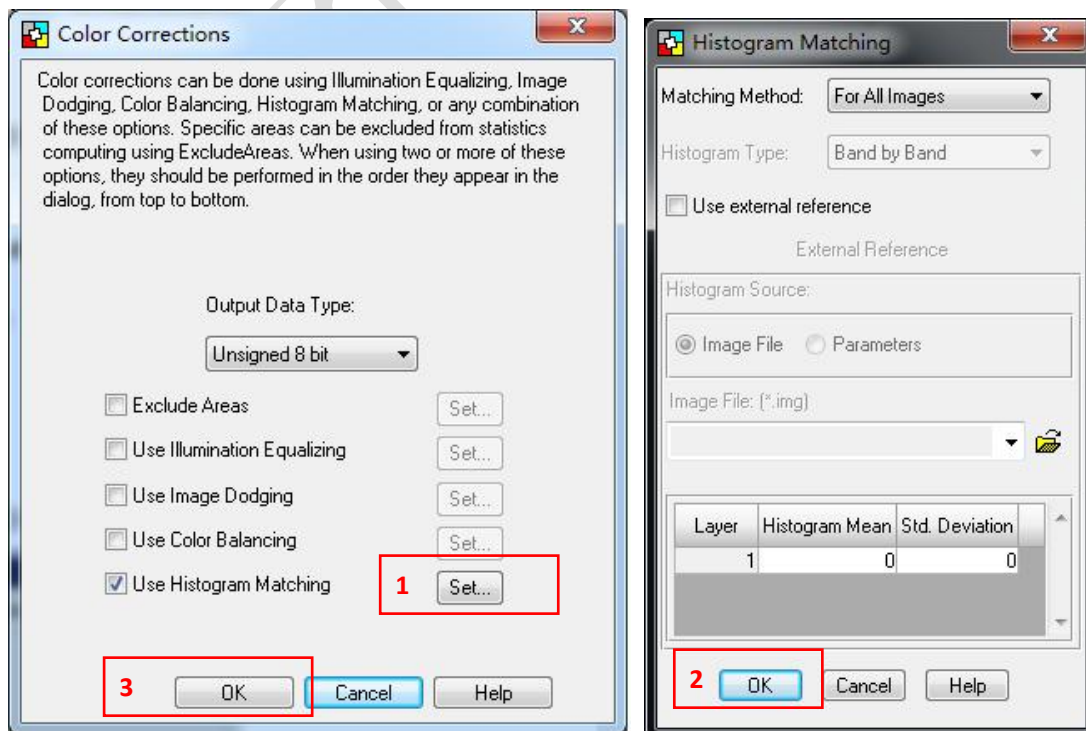 Color Corrections
Color corrections can be done using Illumination Equalizing, Image
Dodging, Color Balancing, Histogram Matching, or any combination
of these options. Specific areas can be excluded from statistics
computing using ExcludeAreas. When using two or more of these
options, they should be performed in the order they appear in the
dialog, from top to bottom.
Output Data Type:
Unsigned 8 bit
Exclude Areas Set...
Use Illumination Equalizing Set...
Use Image Dodging Set...
Use Color Balancing Set...
Use Histogram Matching 1 Set...
3 OK Cancel Help
Histogram Matching
Matching Method: For All Images
Histogram Type: Band by Band
Use external reference
External Reference
Histogram Source:
Image File Parameters
Image File: (*.img)
Layer Histogram Mean Std. Deviation
1 0 0
2 OK Cancel Help